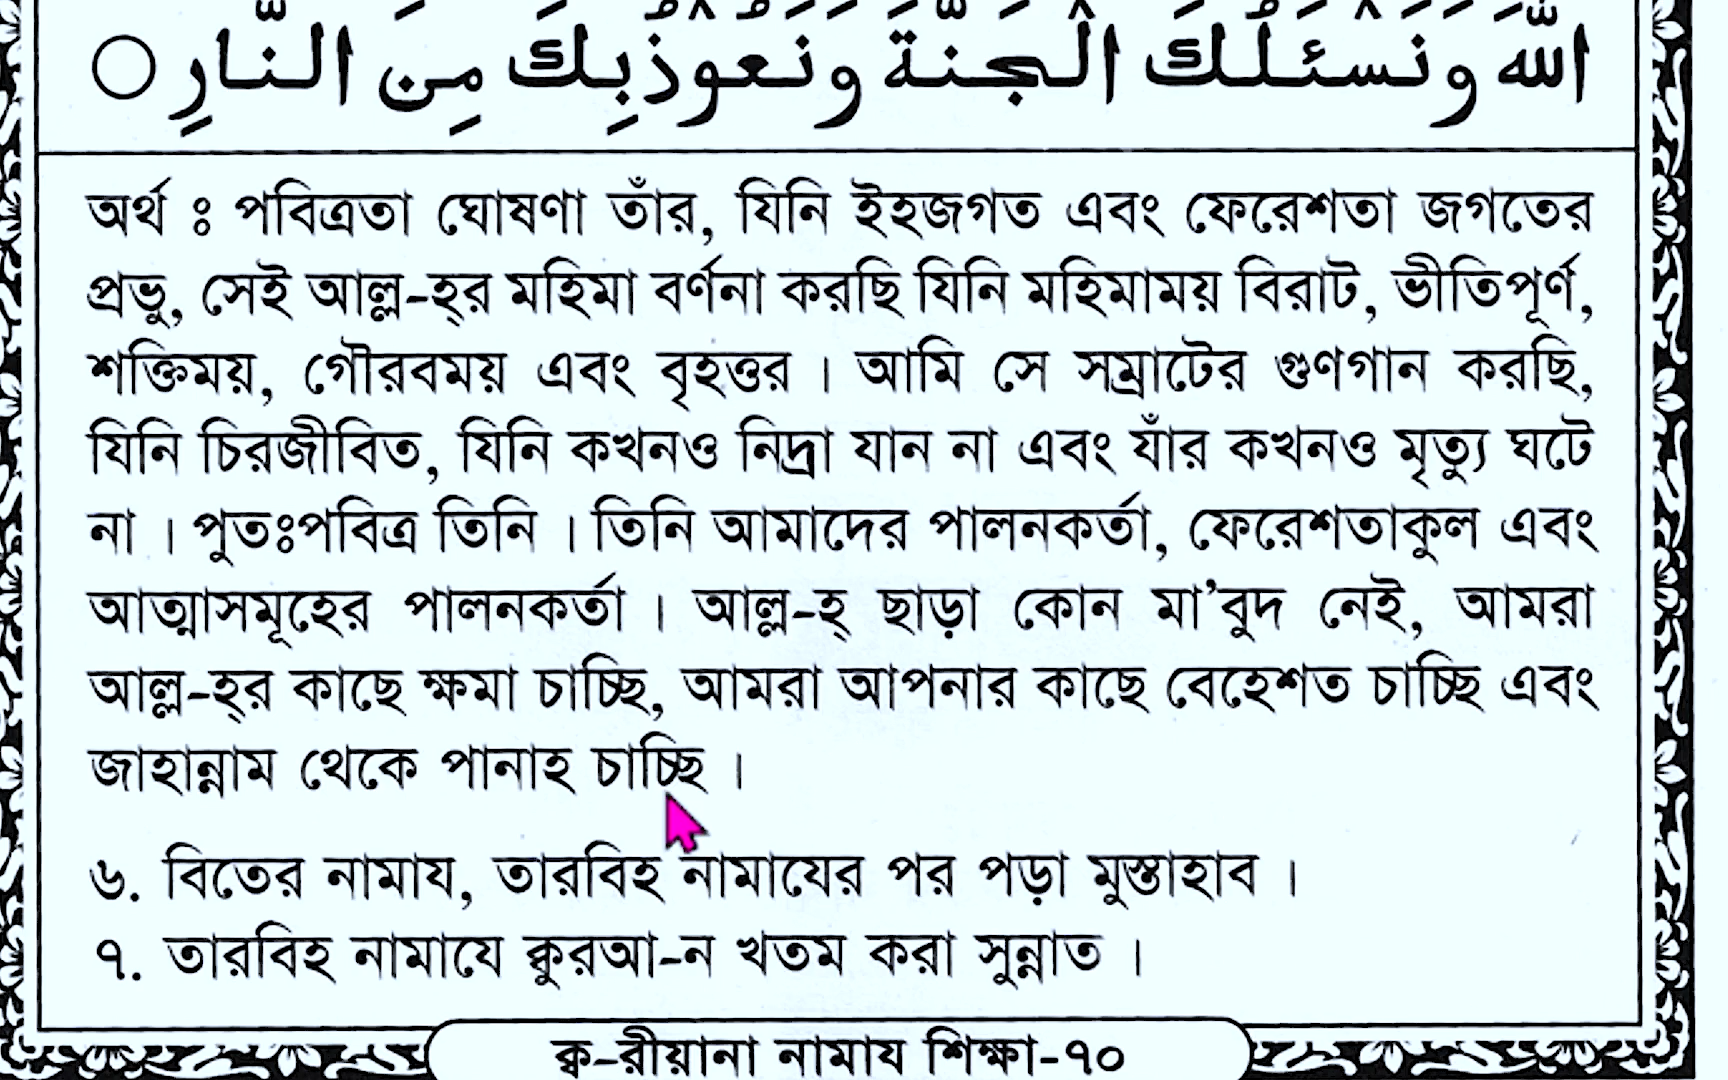 اللهَ وَنَسْئَلُكَ الْجَنَّةَ وَنَعُوْذُبِكَ مِنَ النَّارِ ○
অর্থ ঃ পবিত্রতা ঘোষণা তাঁর, যিনি ইহজগত এবং ফেরেশতা জগতের
প্রভু, সেই আল্ল-হ্‌র মহিমা বর্ণনা করছি যিনি মহিমাময় বিরাট, ভীতিপূর্ণ,
শক্তিময়, গৌরবময় এবং বৃহত্তর । আমি সে সম্রাটের গুণগান করছি,
যিনি চিরজীবিত, যিনি কখনও নিদ্রা যান না এবং যাঁর কখনও মৃত্যু ঘটে
না । পুতঃপবিত্র তিনি । তিনি আমাদের পালনকর্তা, ফেরেশতাকুল এবং
আত্মাসমূহের পালনকর্তা । আল্ল-হ্ ছাড়া কোন মা’বুদ নেই, আমরা
আল্ল-হ্‌র কাছে ক্ষমা চাচ্ছি, আমরা আপনার কাছে বেহেশত চাচ্ছি এবং
জাহান্নাম থেকে পানাহ চাচ্ছি ।
৬. বিতের নামায, তারবিহ নামাযের পর পড়া মুস্তাহাব ।
৭. তারবিহ নামাযে ক্বুরআ-ন খতম করা সুন্নাত ।
ক্ব-রীয়ানা নামায শিক্ষা-৭০